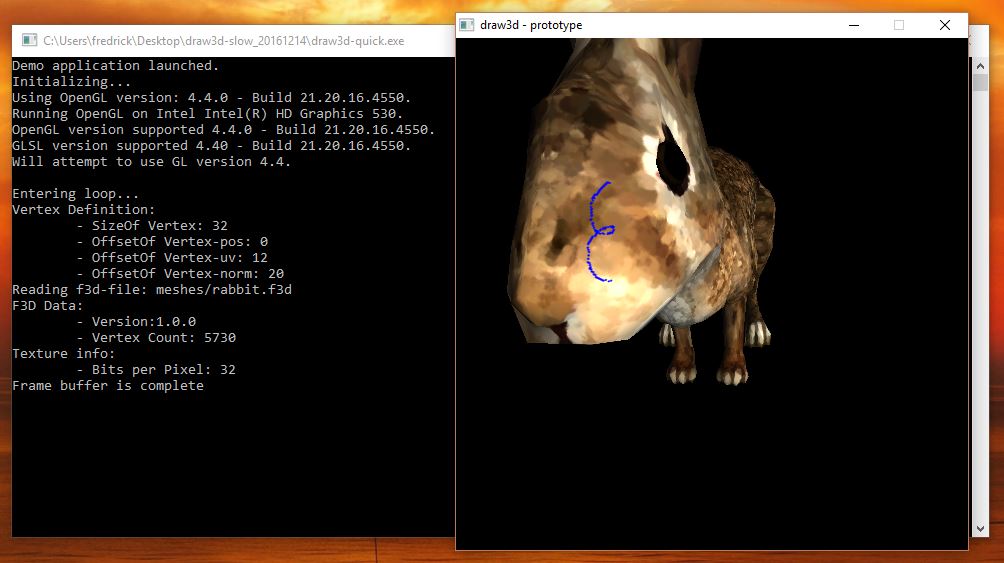 C:\Users\fredrick\Desktop\draw3d-slow_20161214\draw3d-quick.exe
Demo application launched.
Initializing...
Using OpenGL version: 4.4.0 - Build 21.20.16.4550.
Running OpenGL on Intel Intel(R) HD Graphics 530.
OpenGL version supported 4.4.0 - Build 21.20.16.4550.
GLSL version supported 4.40 - Build 21.20.16.4550.
Will attempt to use GL version 4.4.
Entering loop...
Vertex Definition:
- SizeOf Vertex: 32
- OffsetOf Vertex-pos: 0
- OffsetOf Vertex-uv: 12
- OffsetOf Vertex-norm: 20
Reading f3d-file: meshes/rabbit.f3d
F3D Data:
- Version:1.0.0
- Vertex Count: 5730
Texture info:
- Bits per Pixel: 32
Frame buffer is complete
draw3d - prototype